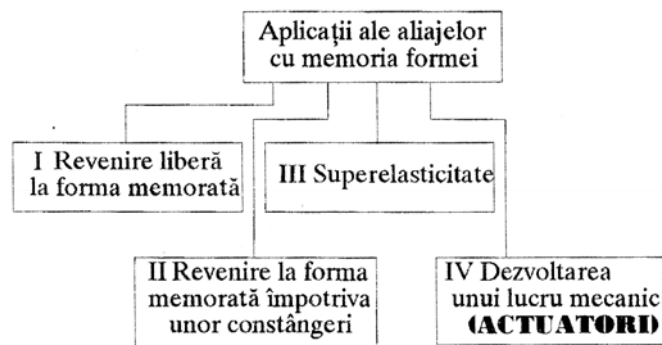 Aplicații ale aliajelor
cu memoria formei
I Revenire liberă
la forma memorată
III Superelasticitate
II Revenire la forma
memorată împotriva
unor constângeri
IV Dezvoltarea
unui lucru mecanic
(ACTUATORI)